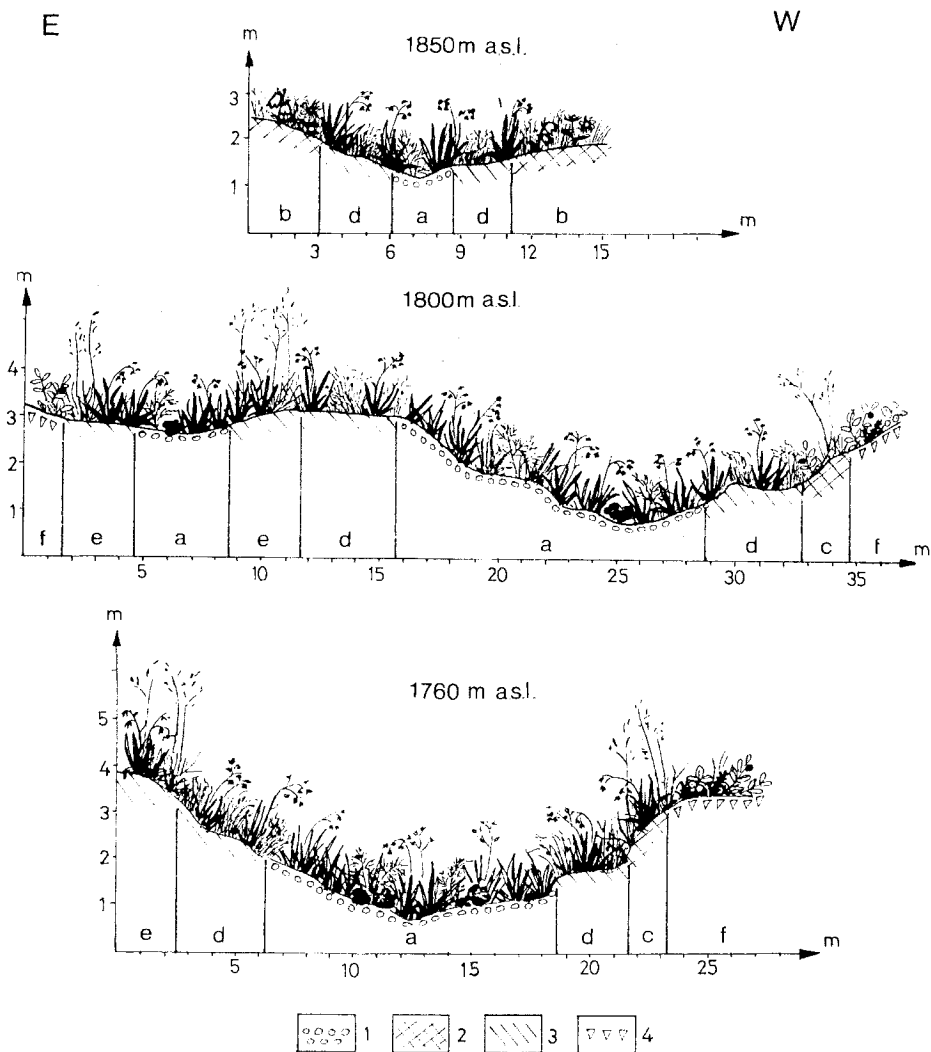 E W
1850m a.s.l.
m
3
2
1
b d a d b
m
3 6 9 12 15
1800m a.s.l.
m
4
3
2
1
f e a e d a d c f
m
5 10 15 20 25 30 35
1760 m a.s.l.
m
5
4
3
2
1
e d a d c f
m
5 10 15 20 25
1 2 3 4